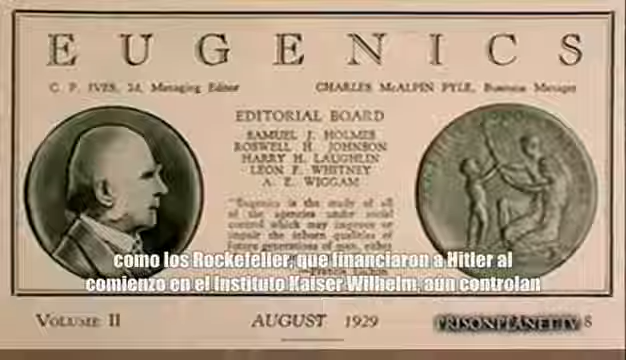 EUGENICS
C. P. IVES, 2d, Managing Editor
CHARLES McALPIN PYLE, Business Manager
EDITORIAL BOARD
SAMUEL J. HOLMES
ROSWELL H. JOHNSON
HARRY H. LAUGHLIN
LEON F. WHITNEY
A. E. WIGGAM
"Eugenics is the study of all
of the agencies under social
control which may improve or
impair the inborn qualities of
future generations of man, either
como los Rockefeller, que financiaron a Hitler al
comienzo en el Instituto Kaiser Wilhelm, aún controlan
VOLUME II
AUGUST 1929
PRISONPLANET.TV
8